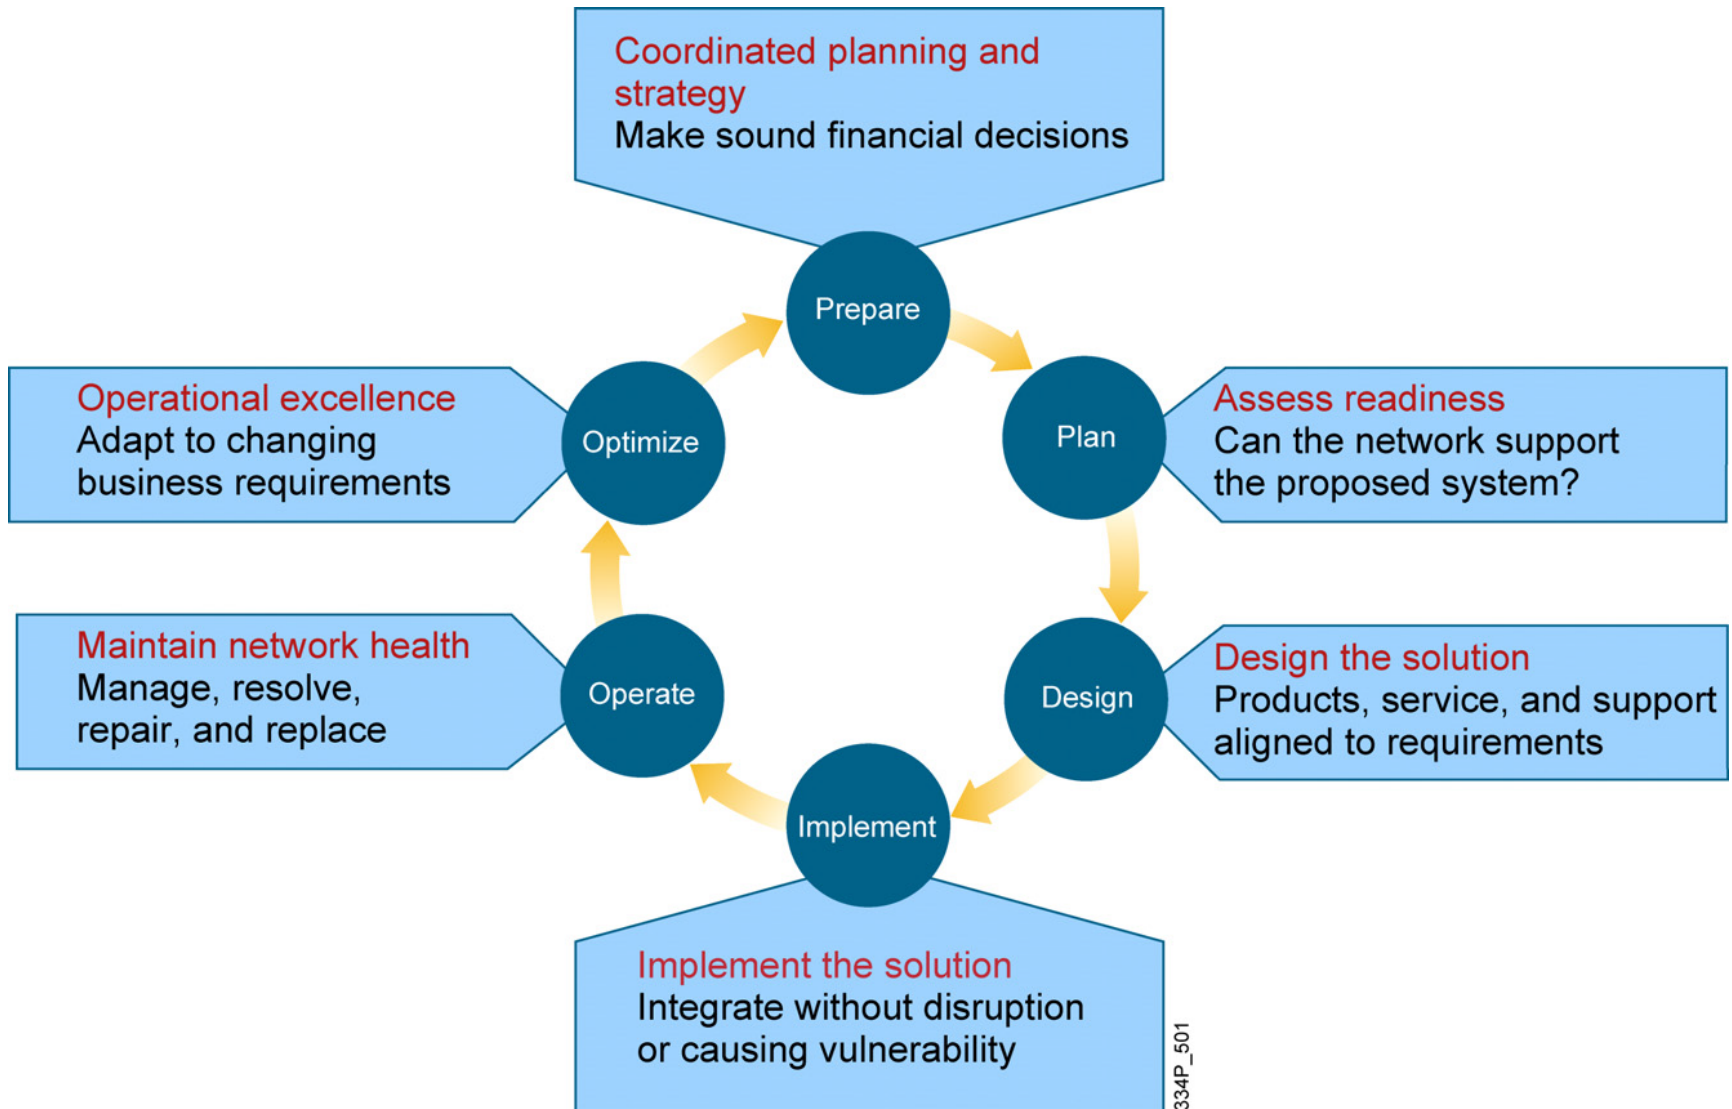 Coordinated planning and
strategy
Make sound financial decisions
Prepare
Operational excellence
Adapt to changing
business requirements
Optimize
Plan
Assess readiness
Can the network support
the proposed system?
Maintain network health
Manage, resolve,
repair, and replace
Operate
Design
Design the solution
Products, service, and support
aligned to requirements
Implement
Implement the solution
Integrate without disruption
or causing vulnerability
334P_501